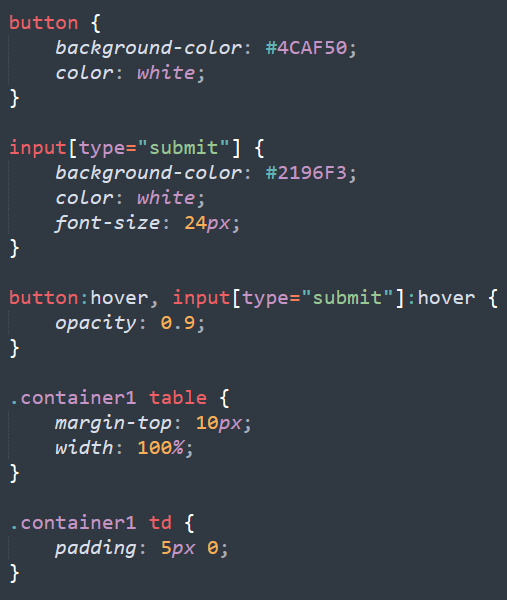 button {
    background-color: #4CAF50;
    color: white;
}

input[type="submit"] {
    background-color: #2196F3;
    color: white;
    font-size: 24px;
}

button:hover, input[type="submit"]:hover {
    opacity: 0.9;
}

.container1 table {
    margin-top: 10px;
    width: 100%;
}

.container1 td {
    padding: 5px 0;
}